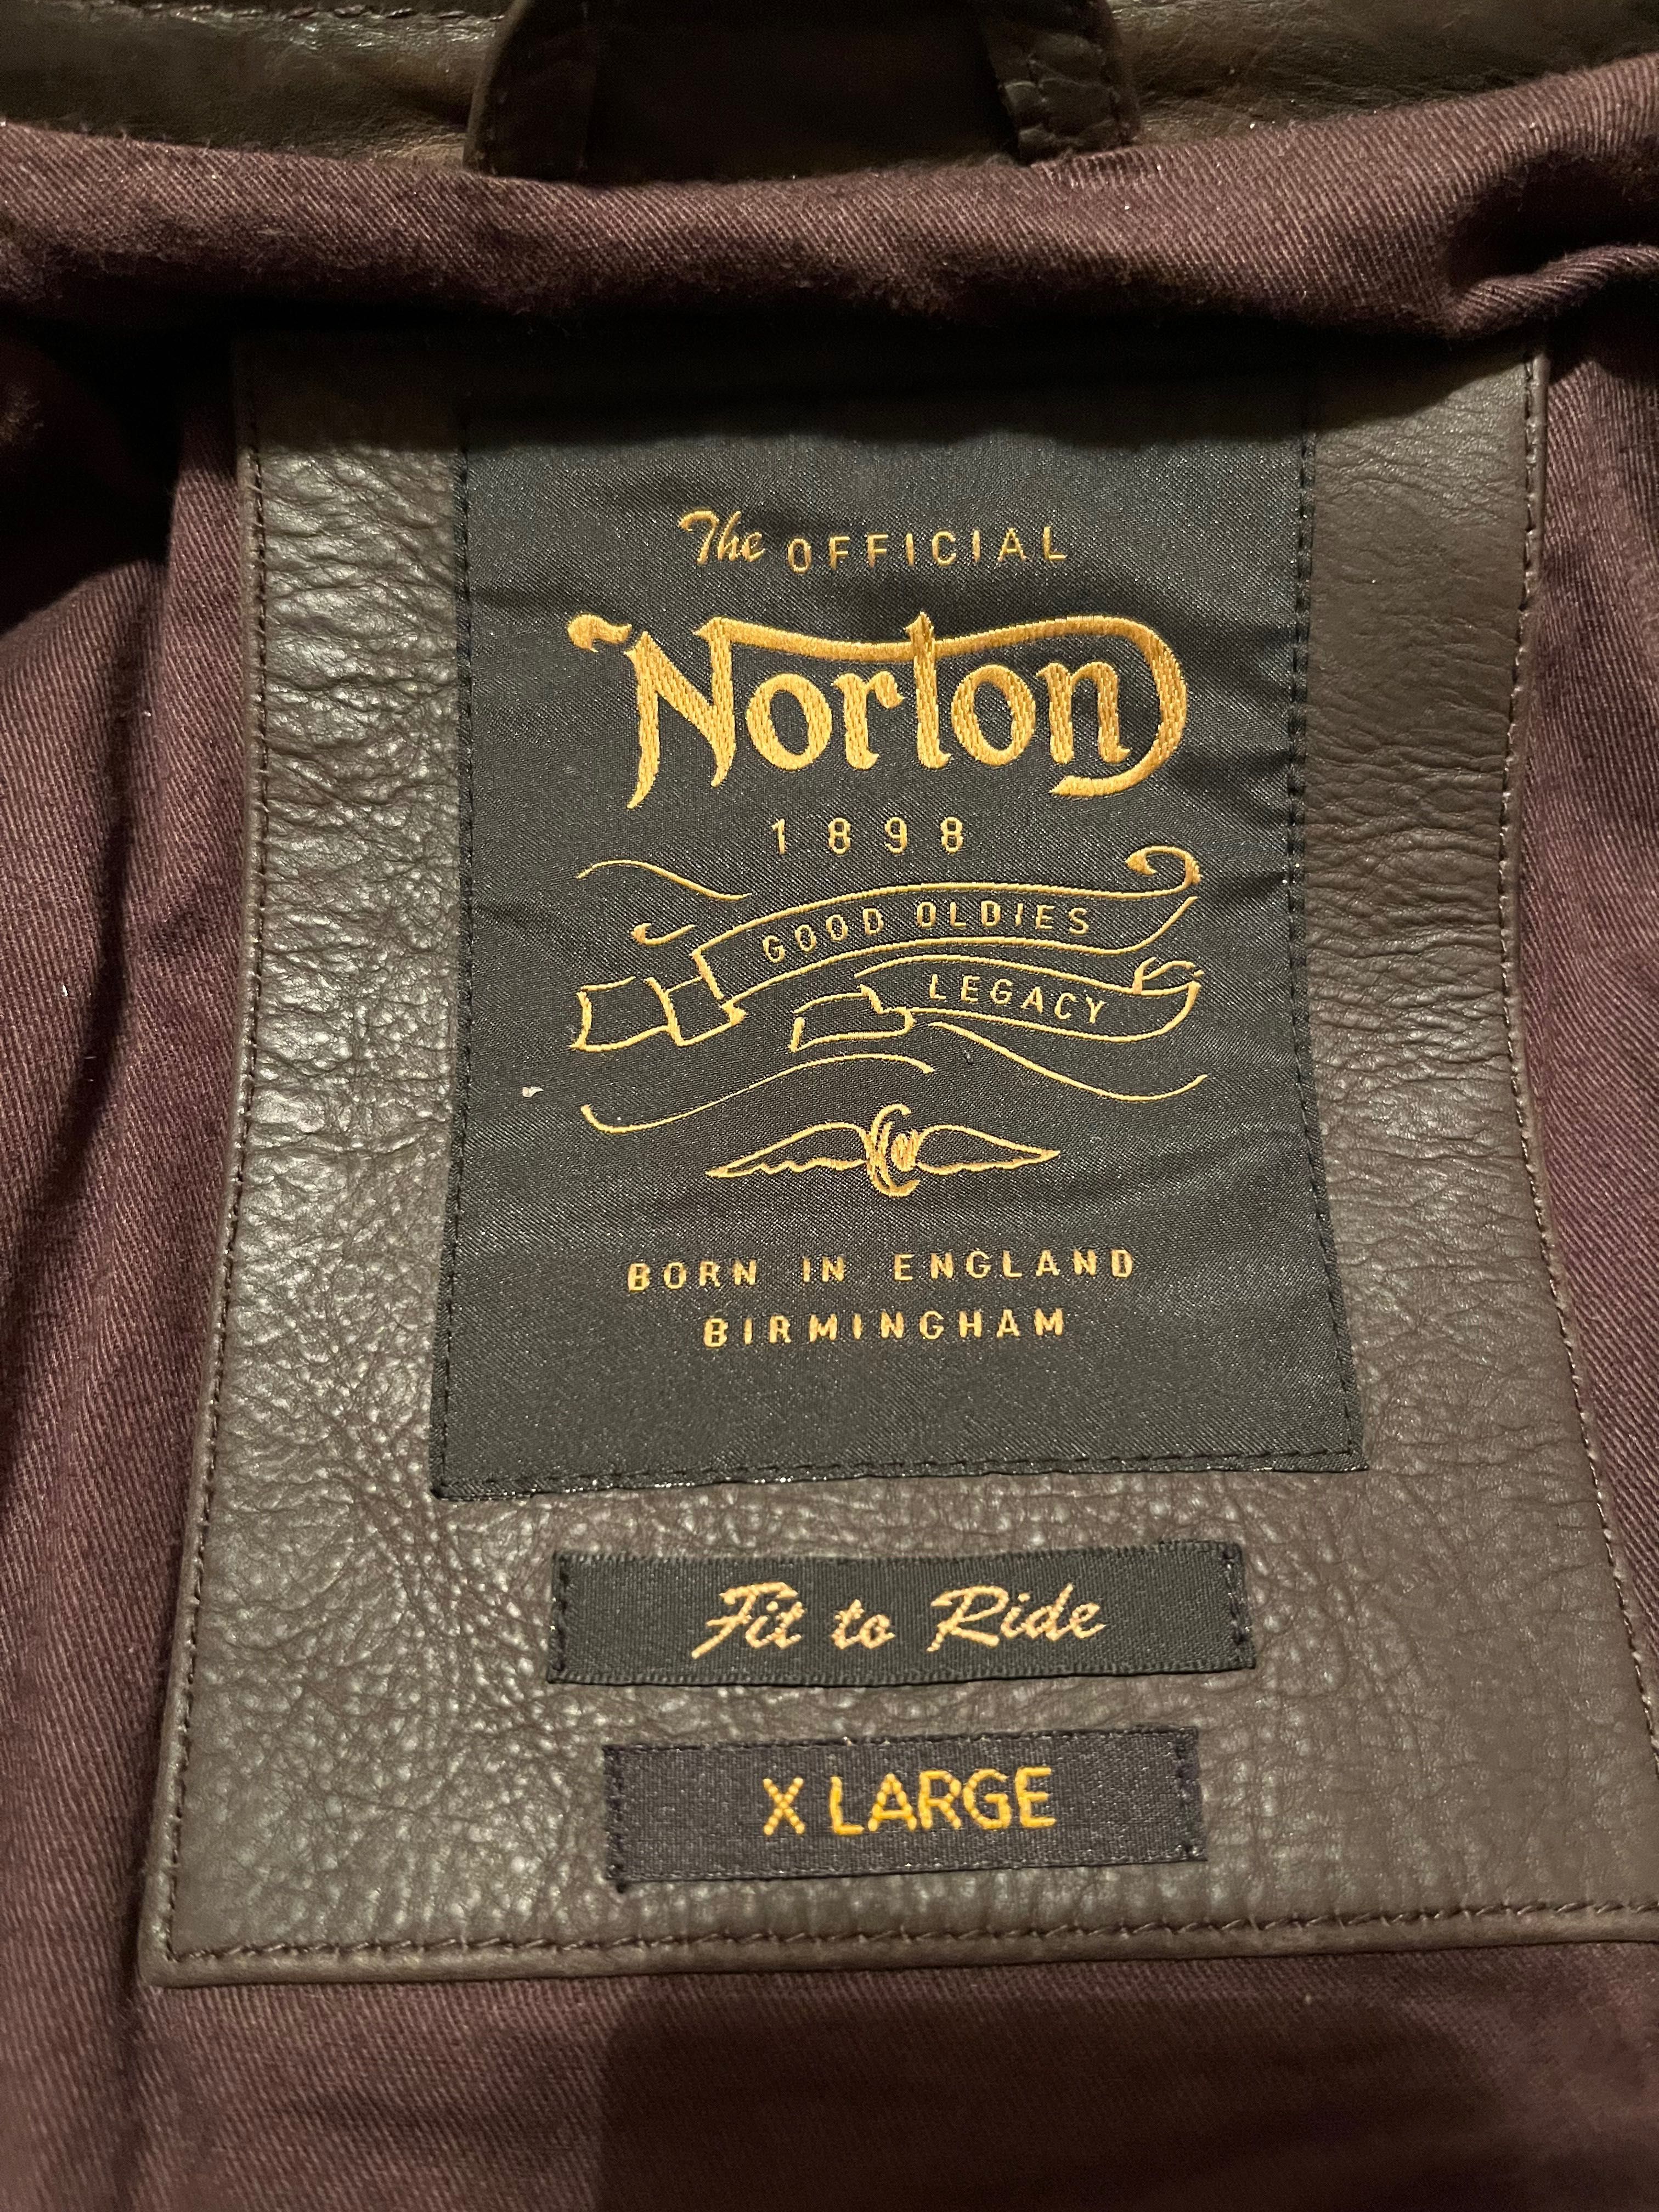 The OFFICIAL
Norton
1898
GOOD OLDIES
LEGACY
BORN IN ENGLAND
BIRMINGHAM
Fit to Ride
X LARGE